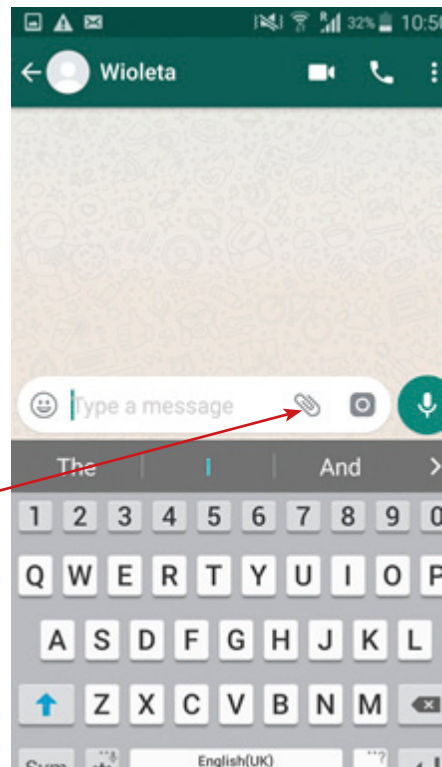 32% 10:50
Wioleta
Type a message
The I And
1 2 3 4 5 6 7 8 9 0
Q W E R T Y U I O P
A S D F G H J K L
Z X C V B N M
Sym English(UK)